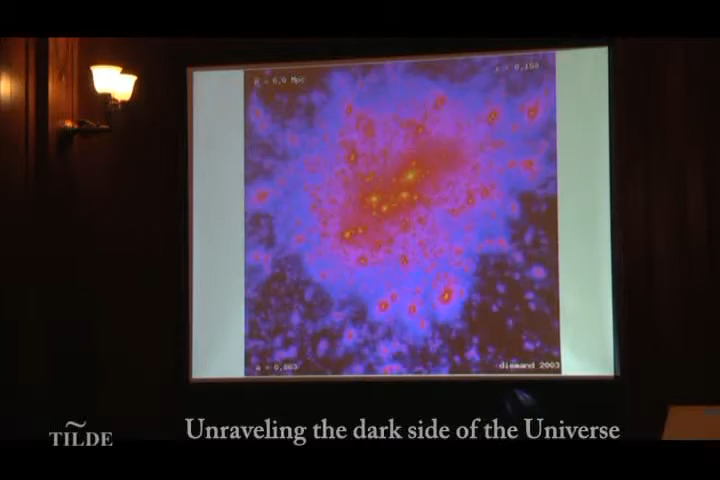 diemand 2003
TILDE
Unraveling the dark side of the Universe